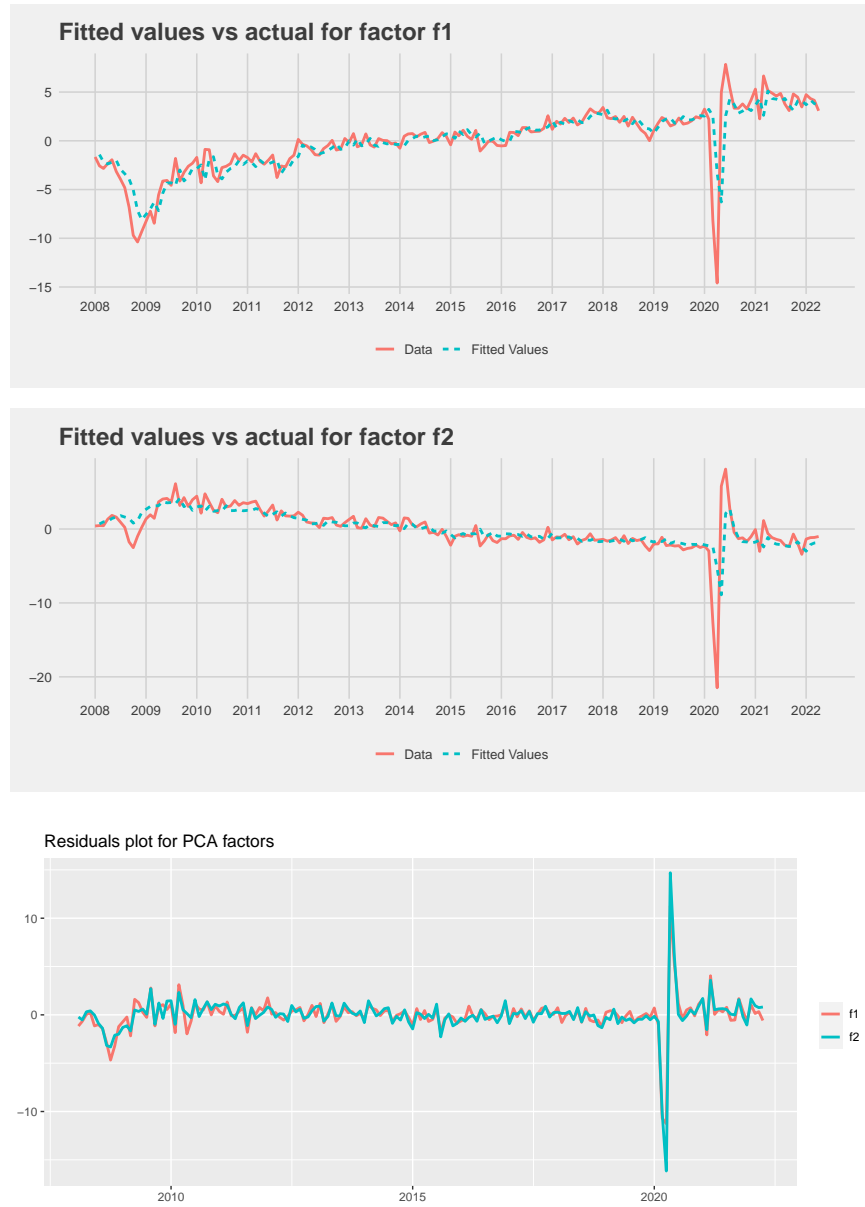 Fitted values vs actual for factor f1
5
0
−5
−10
−15
2008 2009 2010 2011 2012 2013 2014 2015 2016 2017 2018 2019 2020 2021 2022
Data Fitted Values
Fitted values vs actual for factor f2
0
−10
−20
2008 2009 2010 2011 2012 2013 2014 2015 2016 2017 2018 2019 2020 2021 2022
Data Fitted Values
Residuals plot for PCA factors
10
0
−10
2010 2015 2020
f1
f2